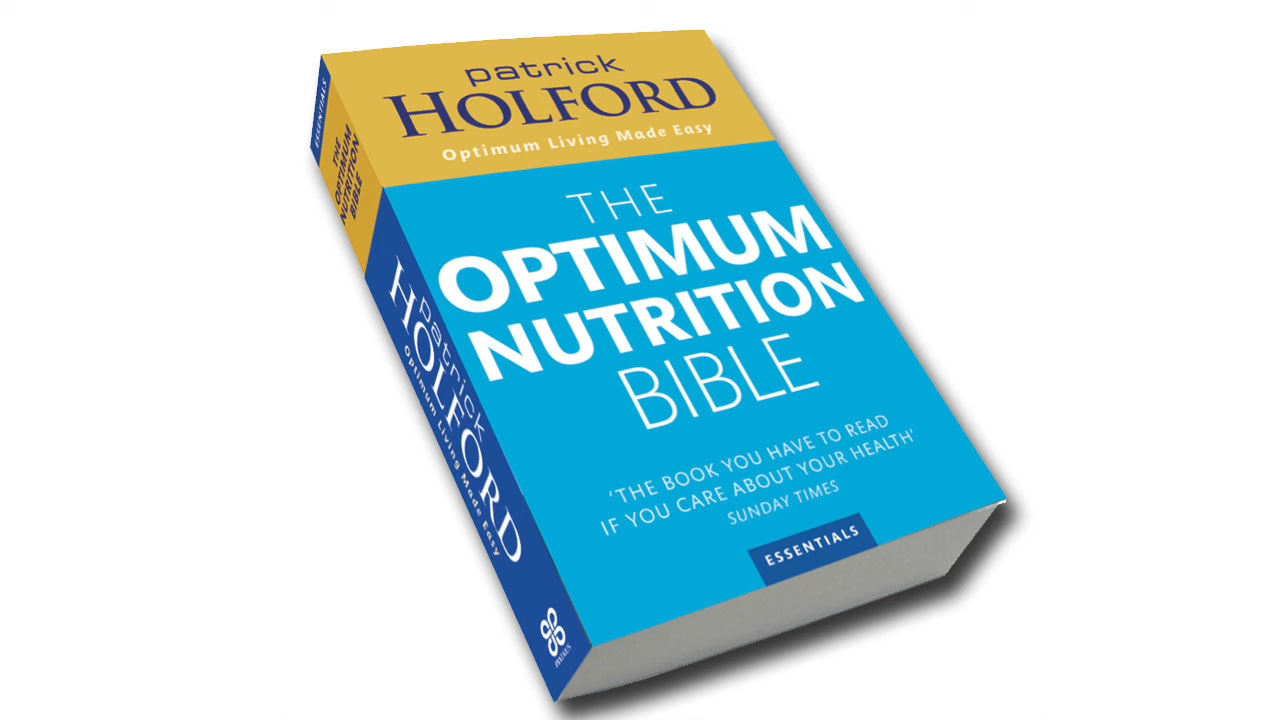 patrick
HOLFORD
Optimum Living Made Easy
THE
OPTIMUM
NUTRITION
BIBLE
‘THE BOOK YOU HAVE TO READ
IF YOU CARE ABOUT YOUR HEALTH’
SUNDAY TIMES
ESSENTIALS
ESSENTIALS
THE
OPTIMUM
NUTRITION
BIBLE
patrick
HOLFORD
Optimum Living Made Easy
PIATKUS